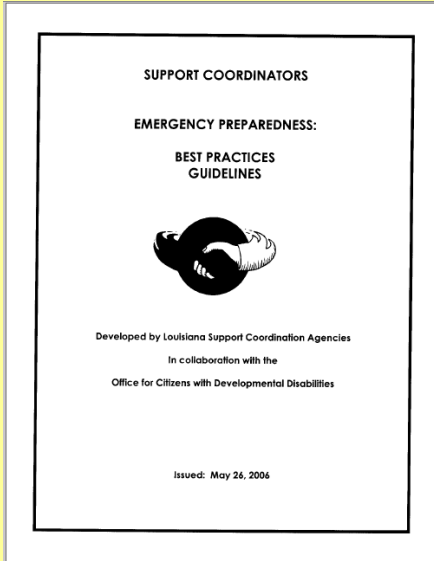 SUPPORT COORDINATORS
EMERGENCY PREPAREDNESS:
BEST PRACTICES
GUIDELINES
Developed by Louisiana Support Coordination Agencies
In collaboration with the
Office for Citizens with Developmental Disabilities
Issued: May 26, 2006